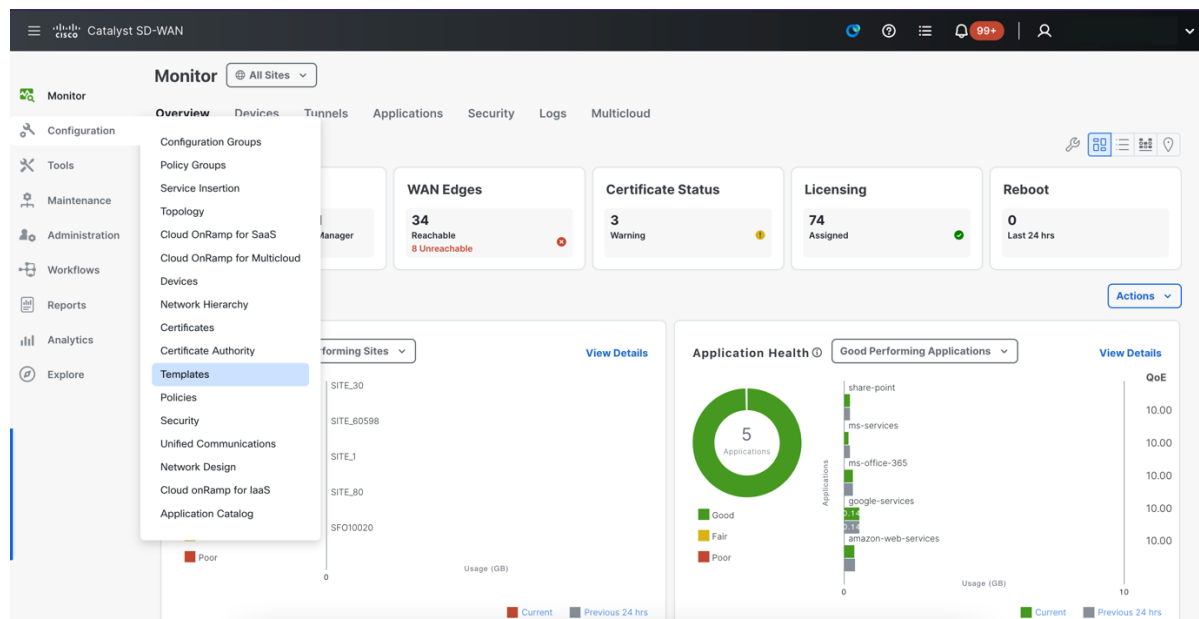 cisco Catalyst SD-WAN 99+
Monitor All Sites
Monitor
Configuration
Tools
Maintenance
Administration
Workflows
Reports
Analytics
Explore
Overview Devices Tunnels Applications Security Logs Multicloud
Configuration Groups
Policy Groups
Service Insertion
Topology
Cloud OnRamp for SaaS
Cloud OnRamp for Multicloud
Devices
Network Hierarchy
Certificates
Certificate Authority
Templates
Policies
Security
Unified Communications
Network Design
Cloud onRamp for IaaS
Application Catalog
Manager
WAN Edges
34
Reachable
8 Unreachable
Certificate Status
3
Warning
Licensing
74
Assigned
Reboot
0
Last 24 hrs
Actions
forming Sites
View Details
SITE_30
SITE_60598
SITE_1
SITE_80
SFO10020
Poor
0
Usage (GB)
Current Previous 24 hrs
Application Health Good Performing Applications
View Details
5
Applications
Good
Fair
Poor
Applications
QoE
share-point
10.00
ms-services
10.00
ms-office-365
10.00
google-services
10.00
amazon-web-services
10.00
0 10
Usage (GB)
Current Previous 24 hrs